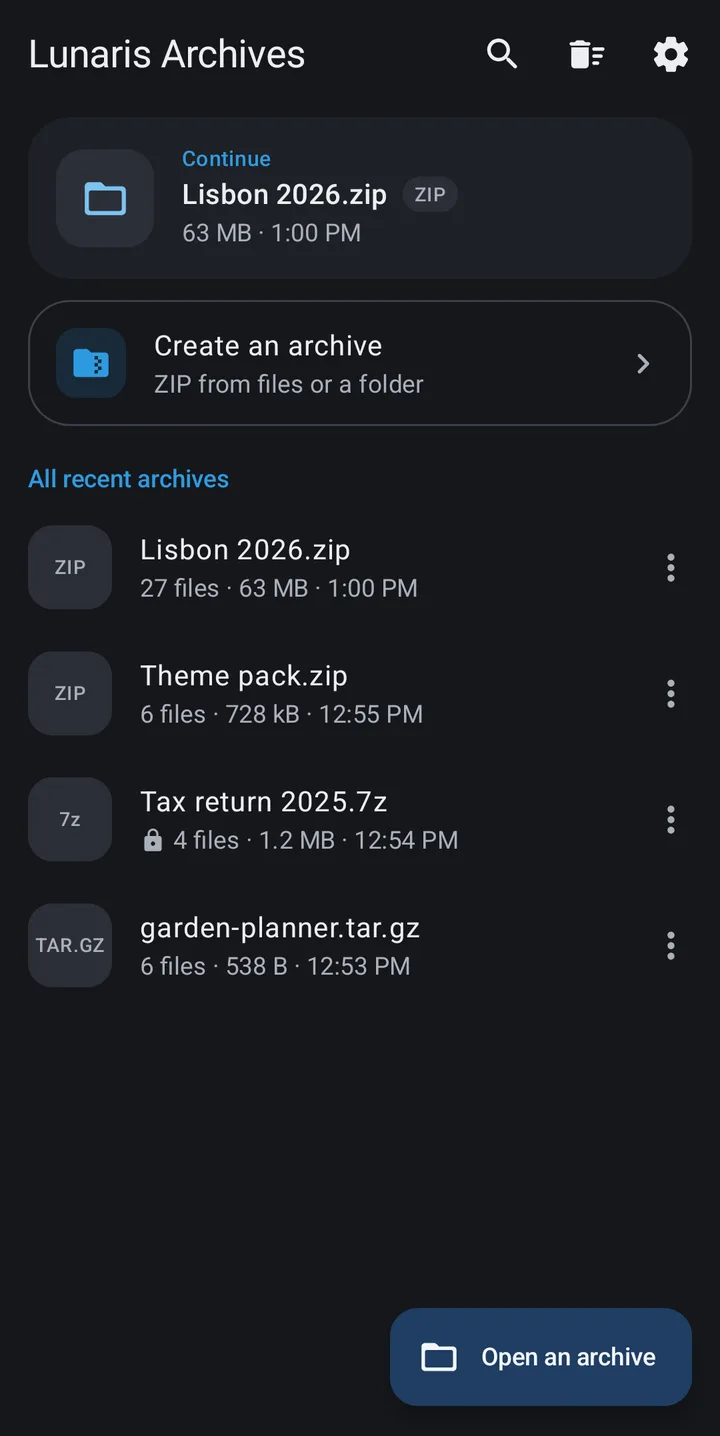 Lunaris Archives
Continue
Lisbon 2026.zip ZIP
63 MB · 1:00 PM
Create an archive
ZIP from files or a folder
All recent archives
ZIP
Lisbon 2026.zip
27 files · 63 MB · 1:00 PM
ZIP
Theme pack.zip
6 files · 728 kB · 12:55 PM
7z
Tax return 2025.7z
4 files · 1.2 MB · 12:54 PM
TAR.GZ
garden-planner.tar.gz
6 files · 538 B · 12:53 PM
Open an archive